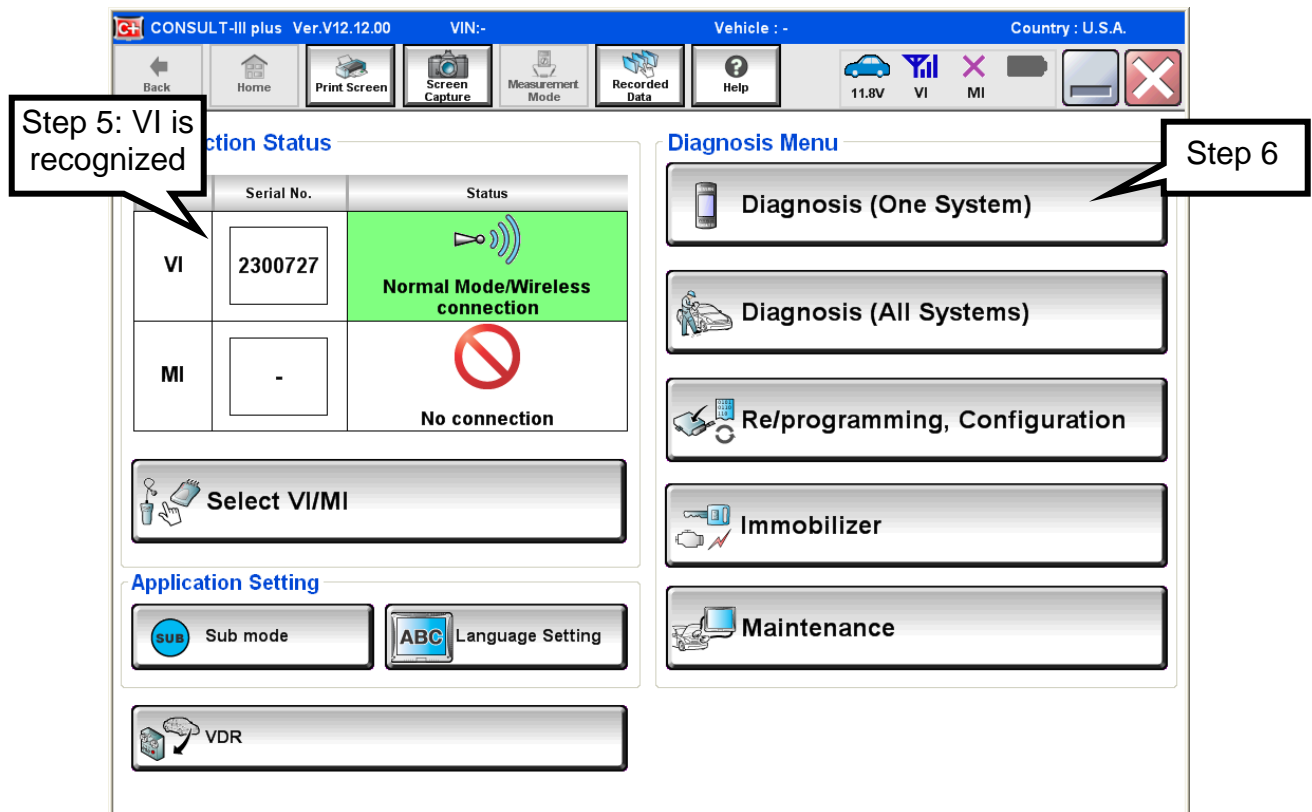 C+ CONSULT-III plus Ver.V12.12.00 VIN:- Vehicle : - Country : U.S.A.
Back
Home
Print Screen
Screen
Capture
Measurement
Mode
Recorded
Data
Help
11.8V
VI
MI
Step 5: VI is
recognized
ction Status
Serial No.
Status
VI
2300727
Normal Mode/Wireless
connection
MI
-
No connection
Select VI/MI
Application Setting
SUB
Sub mode
ABC
Language Setting
VDR
Diagnosis Menu
Step 6
Diagnosis (One System)
Diagnosis (All Systems)
Re/programming, Configuration
Immobilizer
Maintenance